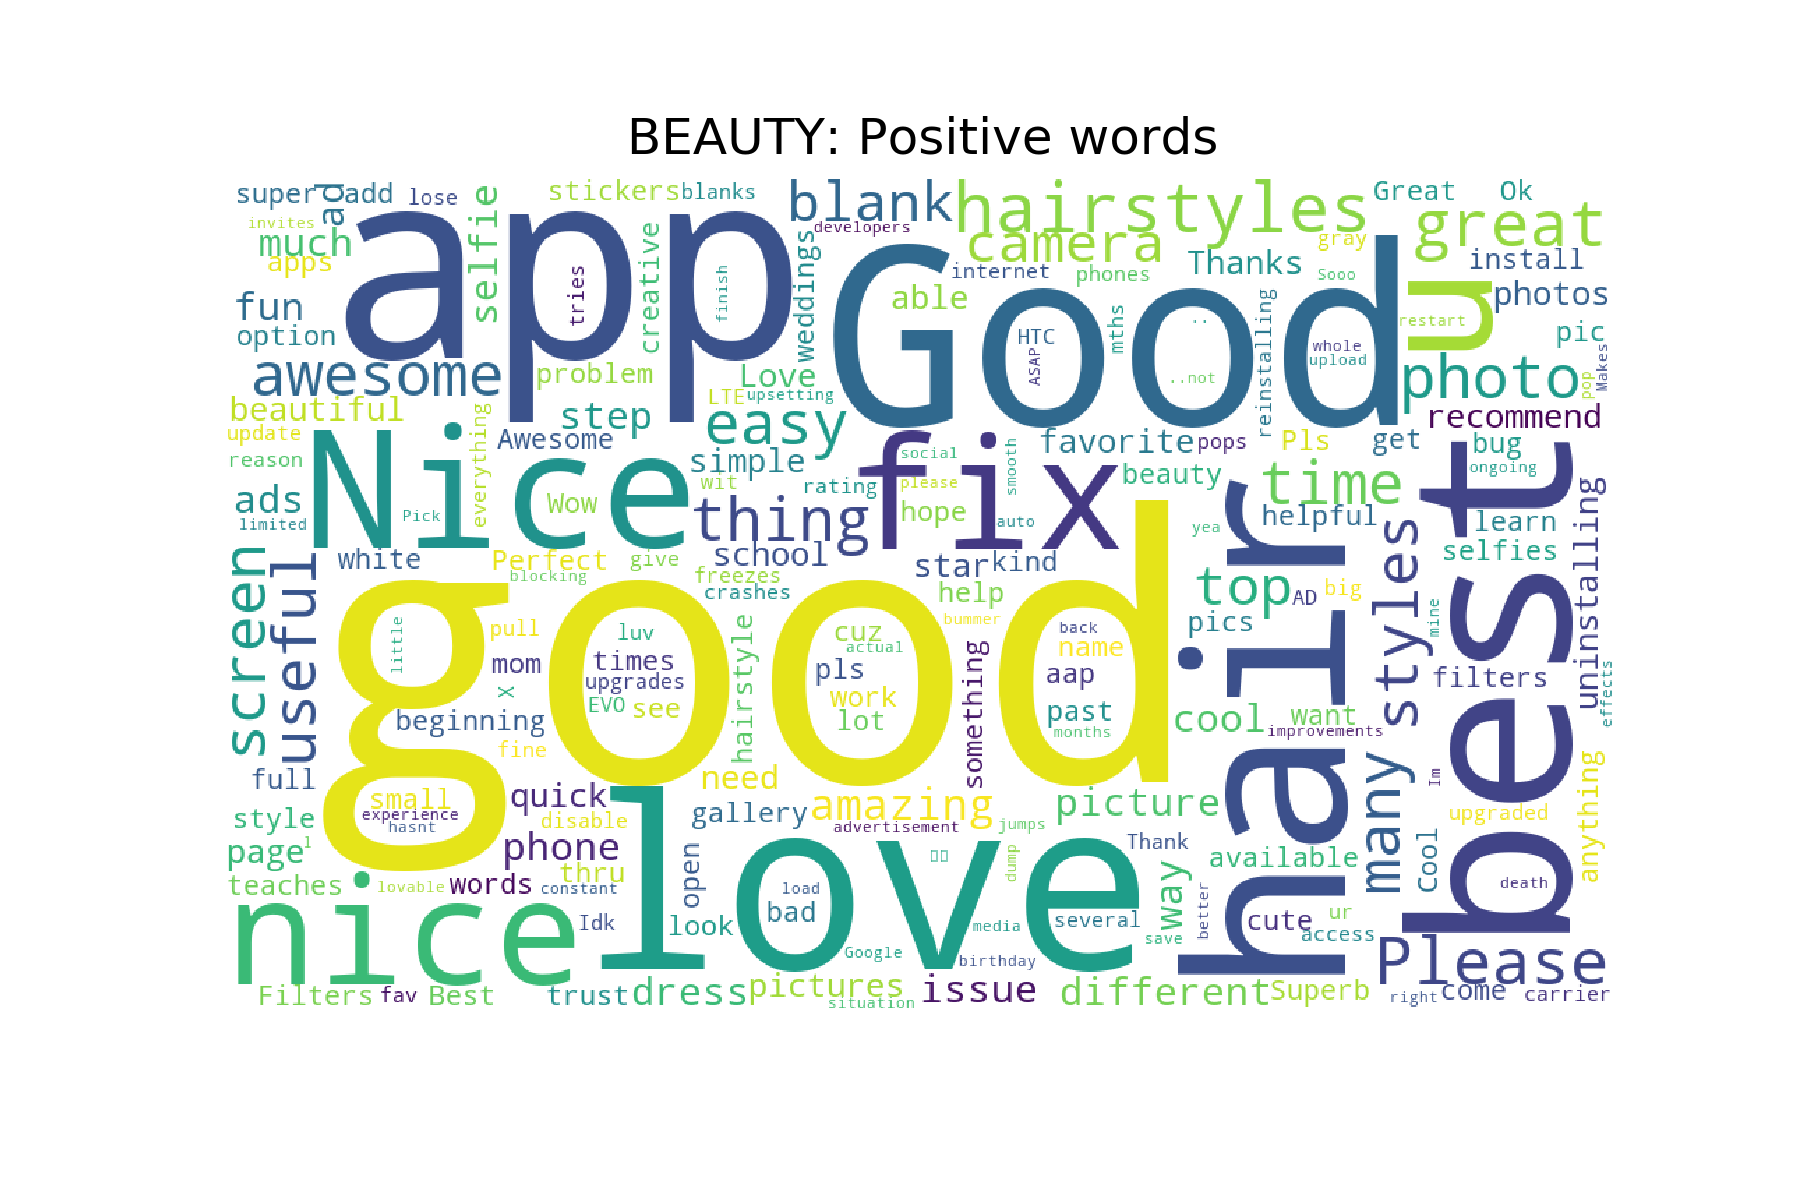 BEAUTY: Positive words
super
ad
add
lose
selfie
stickers
blanks
blank
developers
hairstyles
Great
Ok
invites
much
apps
app
creative
weddings
camera
gray
great
tries
finish
internet
phones
Thanks
Sooo
install
fun
option
able
Good
mths
reinstalling
u
restart
photos
pic
awesome
problem
Love
LTE
upsetting
HTC
ASAP
..
..not
whole
upload
photo
pop
Makes
beautiful
update
reason
everything
Awesome
step
easy
simple
favorite
pops
Pls
get
recommend
bug
ongoing
Nice
Wow
Pick
wit
rating
fix
social
please
smooth
beauty
time
best
ads
limited
thing
hope
auto
yea
helpful
learn
selfies
uninstalling
screen
useful
white
Perfect
blocking
give
school
freezes
crashes
star
kind
help
bummer
top
AD
big
styles
mine
good
little
pull
mom
x
luv
times
upgrades
EVO
see
hairstyle
cuz
actual
pls
work
lot
something
back
name
aap
past
months
hair
pics
cool
want
improvements
filters
effects
beginning
fine
full
small
experience
hasnt
quick
disable
need
gallery
amazing
advertisement
jumps
picture
many
Im
upgraded
anything
style
page
1
phone
thru
love
dump
Thank
available
Cool
teaches
lovable
words
constant
open
load
bad
way
better
death
nice
Idk
look
Google
media
several
birthday
save
cute
ur
access
Please
Filters
fav
Best
trust
dress
pictures
situation
issue
different
Superb
right
come
carrier